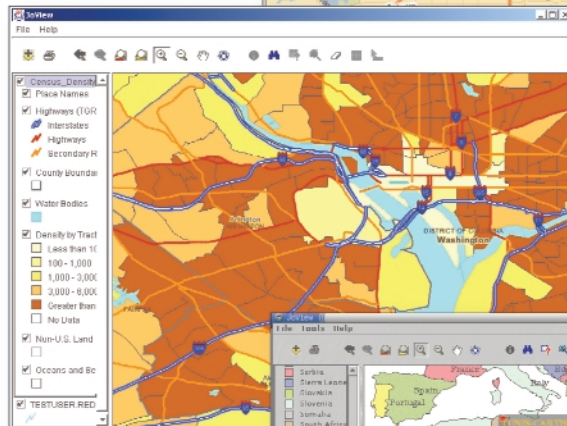 JoView
File Help
Census_Density
Place Names
Highways (TGR
Interstates
Highways
Secondary R
County Boundar
Water Bodies
Density by Tract
Less than 10
100 - 1,000
1,000 - 3,000
3,000 - 6,000
Greater than
No Data
Non-U.S. Land
Oceans and Be
TESTUSER.RED
Arlington
DISTRICT OF COLUMBIA
Washington
JoView
File Tools Help
Serbia
Sierra Leone
Slovakia
Slovenia
Somalia
South Africa
France
Spain
Portugal
Italy